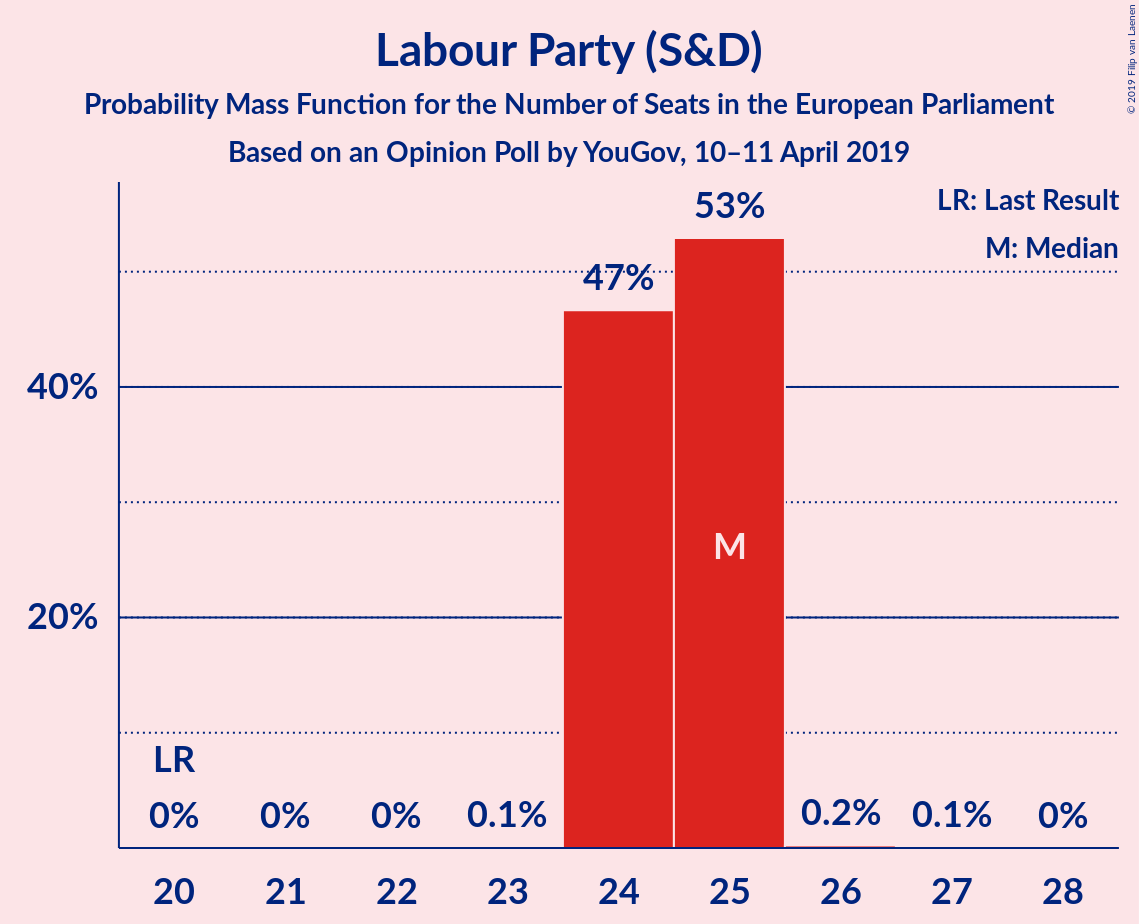 Labour Party (S&D)
Probability Mass Function for the Number of Seats in the European Parliament
Based on an Opinion Poll by YouGov, 10–11 April 2019
© 2019 Filip van Laenen
LR: Last Result
M: Median
53%
47%
40%
M
20%
LR
0% 0% 0% 0.1% 0.2% 0.1% 0%
20 21 22 23 24 25 26 27 28